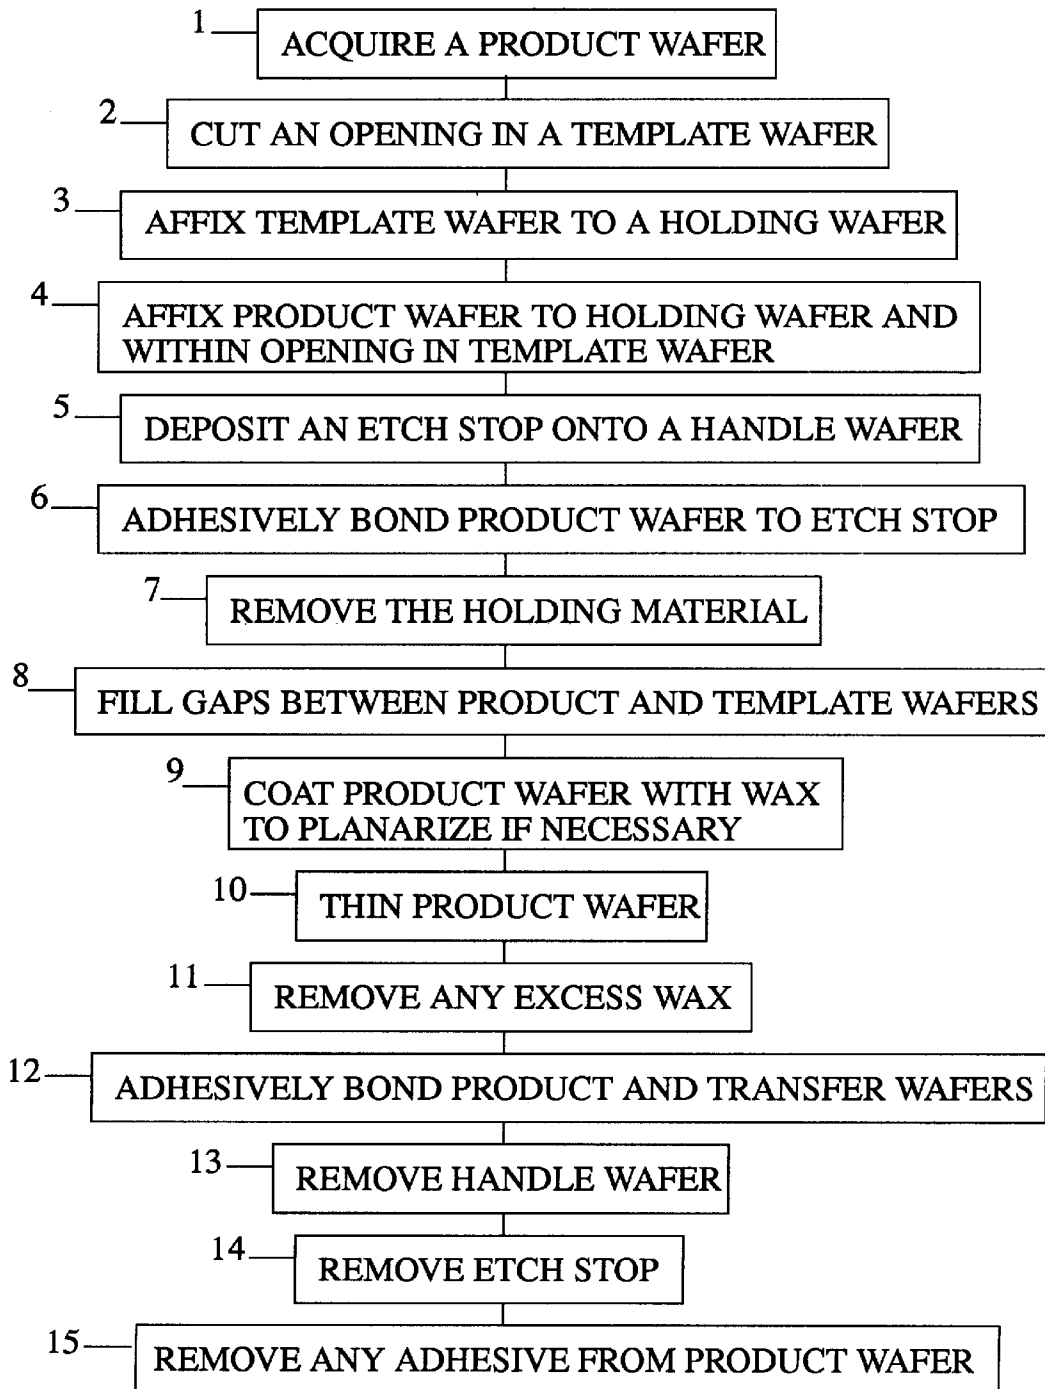 1
ACQUIRE A PRODUCT WAFER
2
CUT AN OPENING IN A TEMPLATE WAFER
3
AFFIX TEMPLATE WAFER TO A HOLDING WAFER
4
AFFIX PRODUCT WAFER TO HOLDING WAFER AND
WITHIN OPENING IN TEMPLATE WAFER
5
DEPOSIT AN ETCH STOP ONTO A HANDLE WAFER
6
ADHESIVELY BOND PRODUCT WAFER TO ETCH STOP
7
REMOVE THE HOLDING MATERIAL
8
FILL GAPS BETWEEN PRODUCT AND TEMPLATE WAFERS
9
COAT PRODUCT WAFER WITH WAX
TO PLANARIZE IF NECESSARY
10
THIN PRODUCT WAFER
11
REMOVE ANY EXCESS WAX
12
ADHESIVELY BOND PRODUCT AND TRANSFER WAFERS
13
REMOVE HANDLE WAFER
14
REMOVE ETCH STOP
15
REMOVE ANY ADHESIVE FROM PRODUCT WAFER